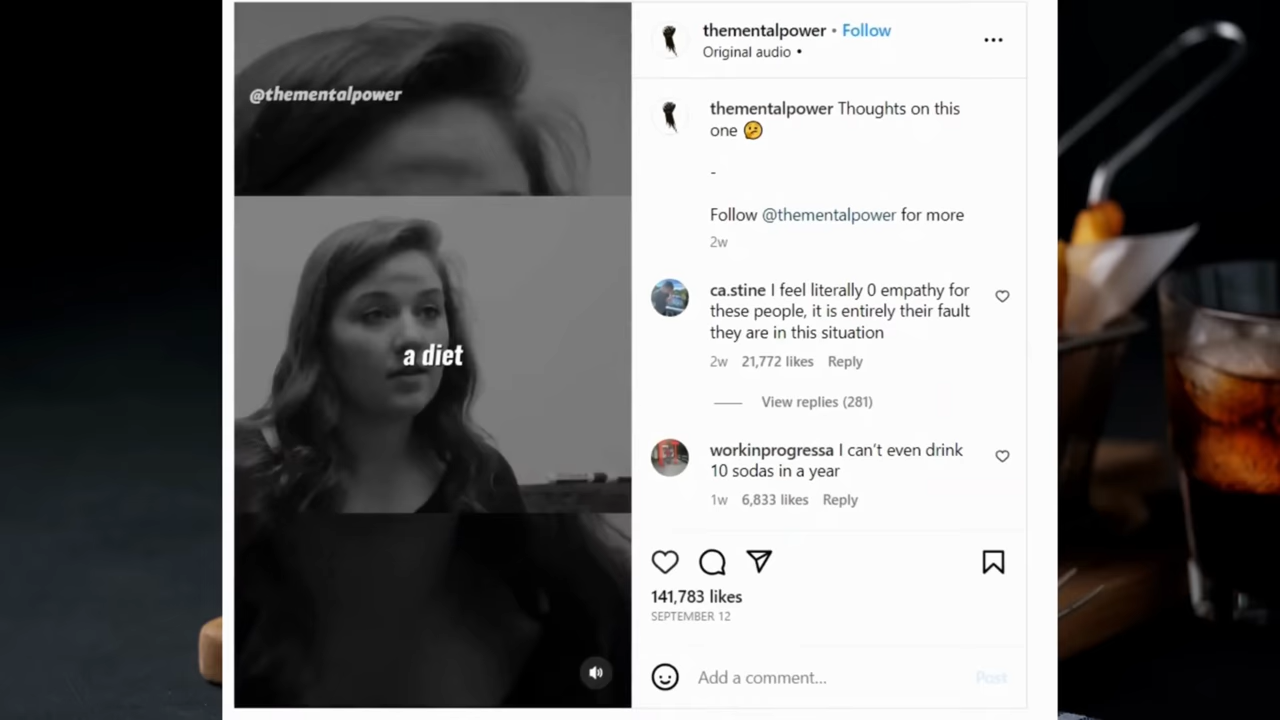 @thementalpower
a diet
thementalpower • Follow
Original audio •
thementalpower Thoughts on this
one 🤔
-
Follow @thementalpower for more
2w
ca.stine I feel literally 0 empathy for
these people, it is entirely their fault
they are in this situation
2w 21,772 likes Reply
View replies (281)
workinprogressa I can't even drink
10 sodas in a year
1w 6,833 likes Reply
141,783 likes
SEPTEMBER 12
Add a comment...
Post